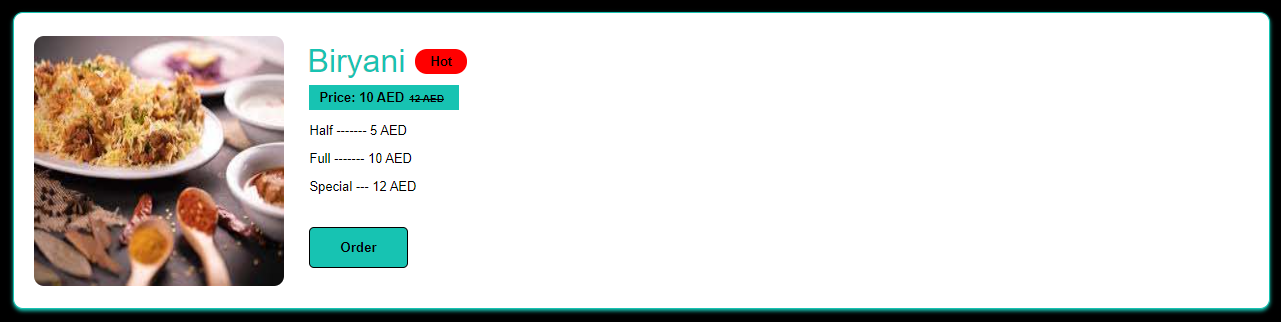 Biryani Hot
Price: 10 AED 12 AED
Half ------- 5 AED
Full ------- 10 AED
Special --- 12 AED
Order